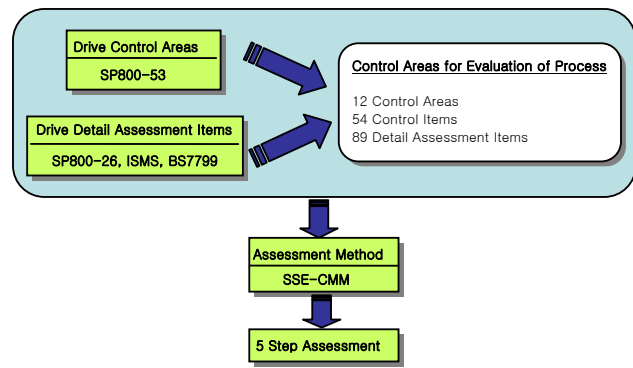 Drive Control Areas
SP800-53
Drive Detail Assessment Items
SP800-26, ISMS, BS7799
Control Areas for Evaluation of Process
12 Control Areas
54 Control Items
89 Detail Assessment Items
Assessment Method
SSE-CMM
5 Step Assessment